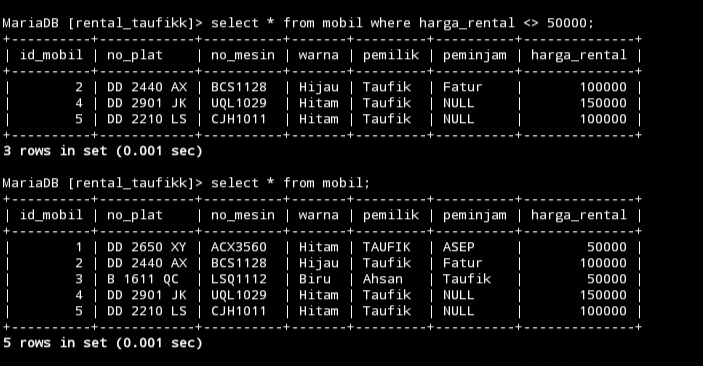 MariaDB [rental_taufikk]> select * from mobil where harga_rental <> 50000;
+----------+------------+----------+-------+---------+----------+--------------+
| id_mobil | no_plat    | no_mesin | warna | pemilik | peminjam | harga_rental |
+----------+------------+----------+-------+---------+----------+--------------+
|        2 | DD 2440 AX | BCS1128  | Hijau | Taufik  | Fatur    |       100000 |
|        4 | DD 2901 JK | UQL1029  | Hitam | Taufik  | NULL     |       150000 |
|        5 | DD 2210 LS | CJH1011  | Hitam | Taufik  | NULL     |       100000 |
+----------+------------+----------+-------+---------+----------+--------------+
3 rows in set (0.001 sec)
MariaDB [rental_taufikk]> select * from mobil;
+----------+------------+----------+-------+---------+----------+--------------+
| id_mobil | no_plat    | no_mesin | warna | pemilik | peminjam | harga_rental |
+----------+------------+----------+-------+---------+----------+--------------+
|        1 | DD 2650 XY | ACX3560  | Hitam | TAUFIK  | ASEP     |        50000 |
|        2 | DD 2440 AX | BCS1128  | Hijau | Taufik  | Fatur    |       100000 |
|        3 | B 1611 QC  | LSQ1112  | Biru  | Ahsan   | Taufik   |        50000 |
|        4 | DD 2901 JK | UQL1029  | Hitam | Taufik  | NULL     |       150000 |
|        5 | DD 2210 LS | CJH1011  | Hitam | Taufik  | NULL     |       100000 |
+----------+------------+----------+-------+---------+----------+--------------+
5 rows in set (0.001 sec)